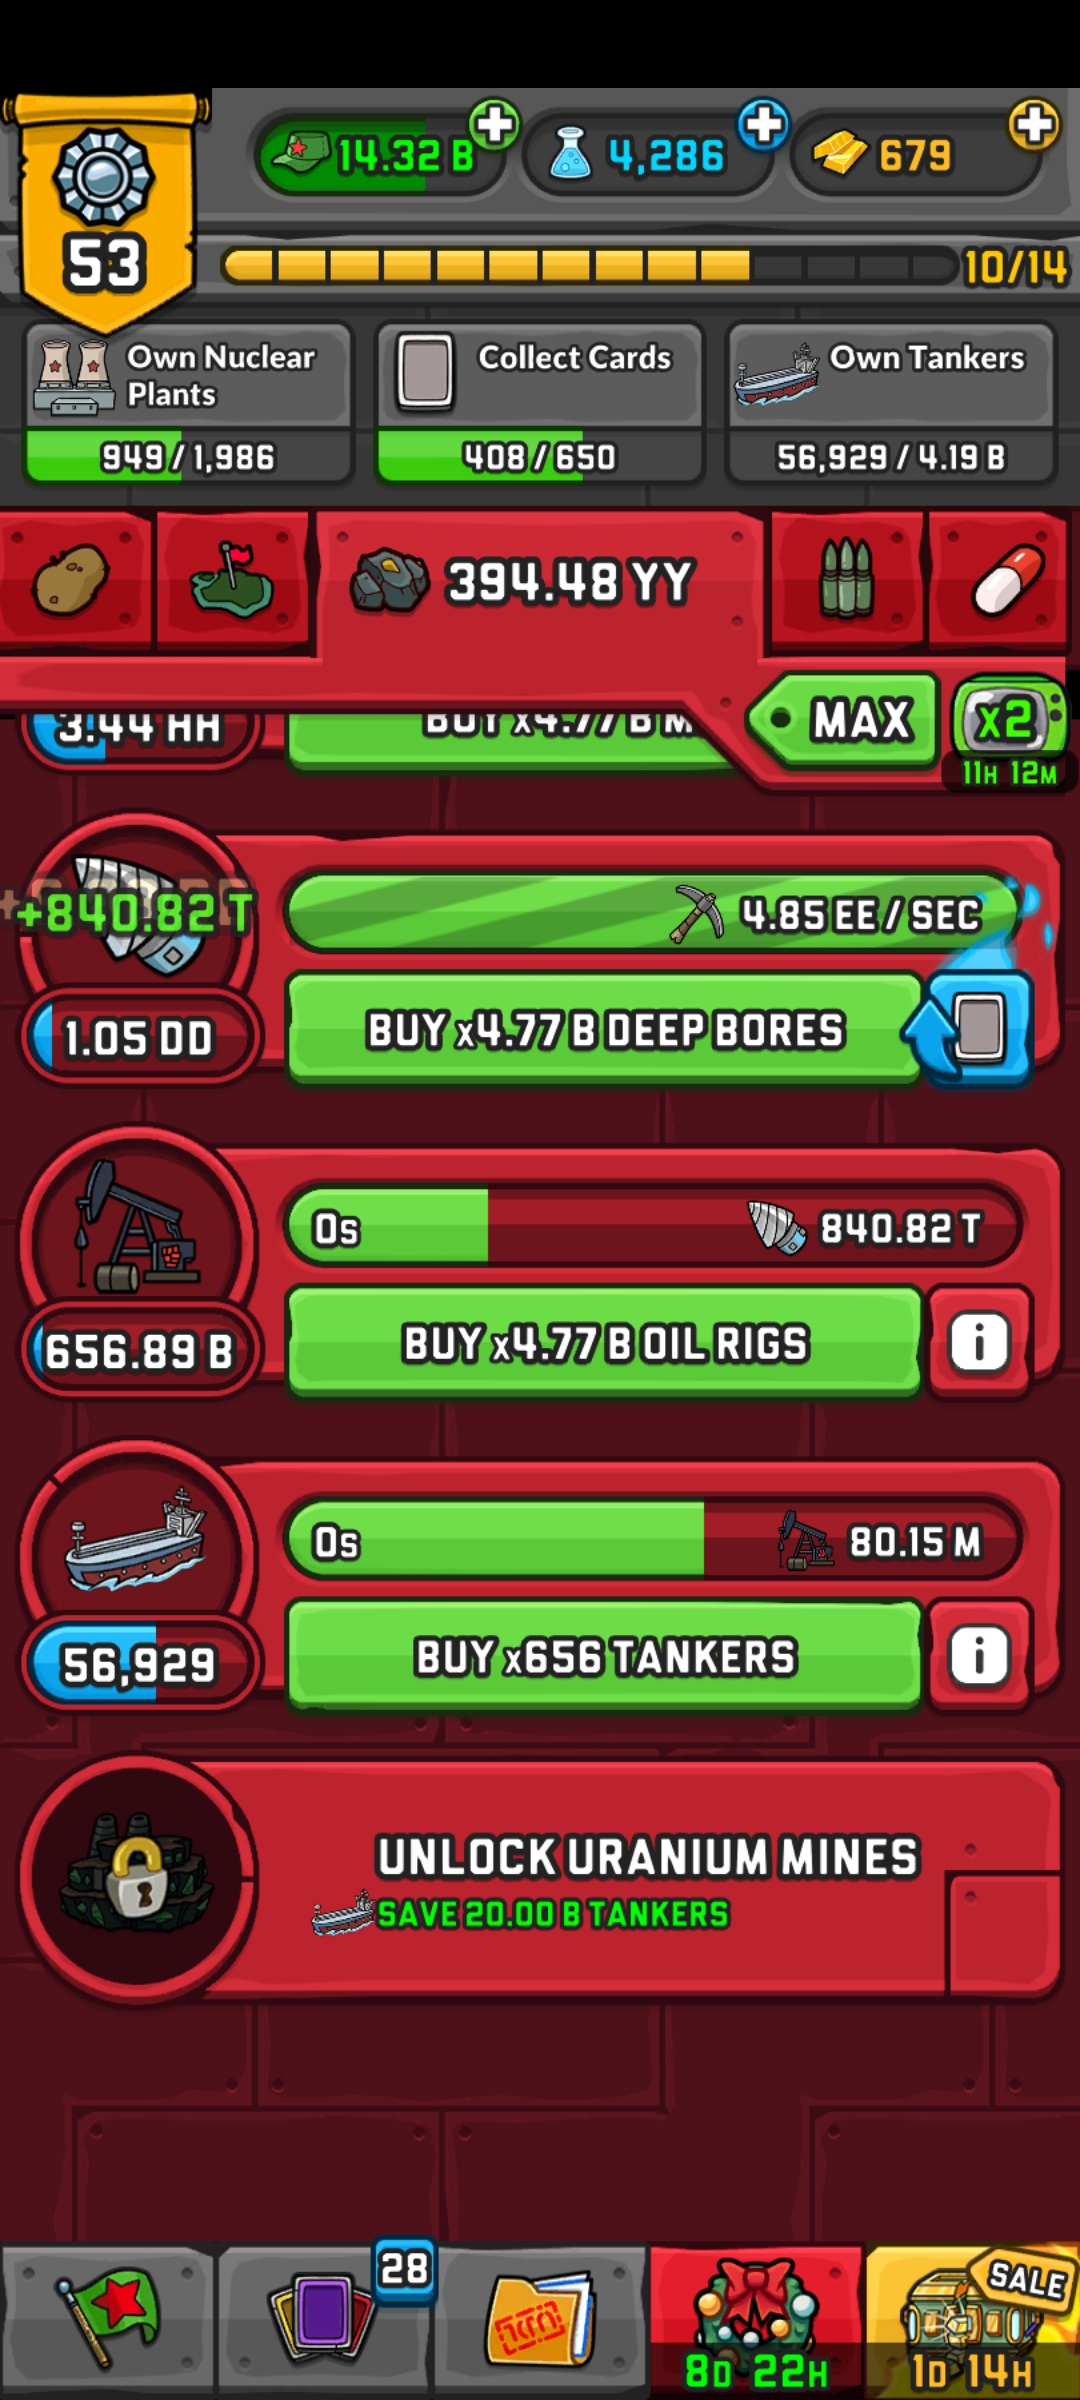 14.32 B
4,286
679
53
10/14
Own Nuclear
Plants
949/1,986
Collect Cards
408/650
Own Tankers
56,929/4.19 B
394.48 YY
MAX
x2
11H 12M
3.44 HH
BUY x4.77 B M
+840.82 T
4.85 EE/SEC
1.05 DD
BUY x4.77 B DEEP BORES
0s
840.82 T
656.89 B
BUY x4.77 B OIL RIGS
i
0s
80.15 M
56,929
BUY x656 TANKERS
i
UNLOCK URANIUM MINES
SAVE 20.00 B TANKERS
28
SALE
8D 22H
1D 14H